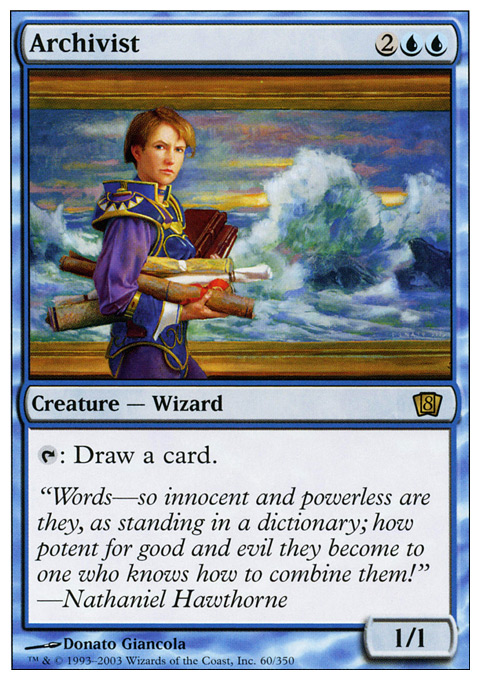 Archivist 2
Creature — Wizard 8
: Draw a card.
“Words—so innocent and powerless are
they, as standing in a dictionary; how
potent for good and evil they become to
one who knows how to combine them!”
—Nathaniel Hawthorne
Donato Giancola
1/1
™ & © 1993–2003 Wizards of the Coast, Inc. 60/350